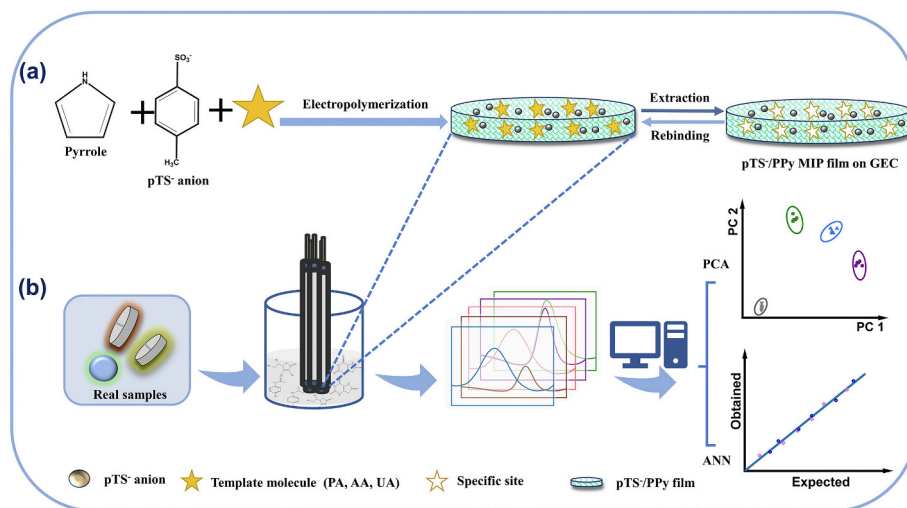 (a)
H
N
Pyrrole
+
SO₃⁻
H₃C
pTS⁻ anion
+
Electropolymerization
Extraction
Rebinding
pTS⁻/PPy MIP film on GEC
(b)
Real samples
PCA
PC 2
PC 1
ANN
Obtained
Expected
pTS⁻ anion
Template molecule (PA, AA, UA)
Specific site
pTS⁻/PPy film